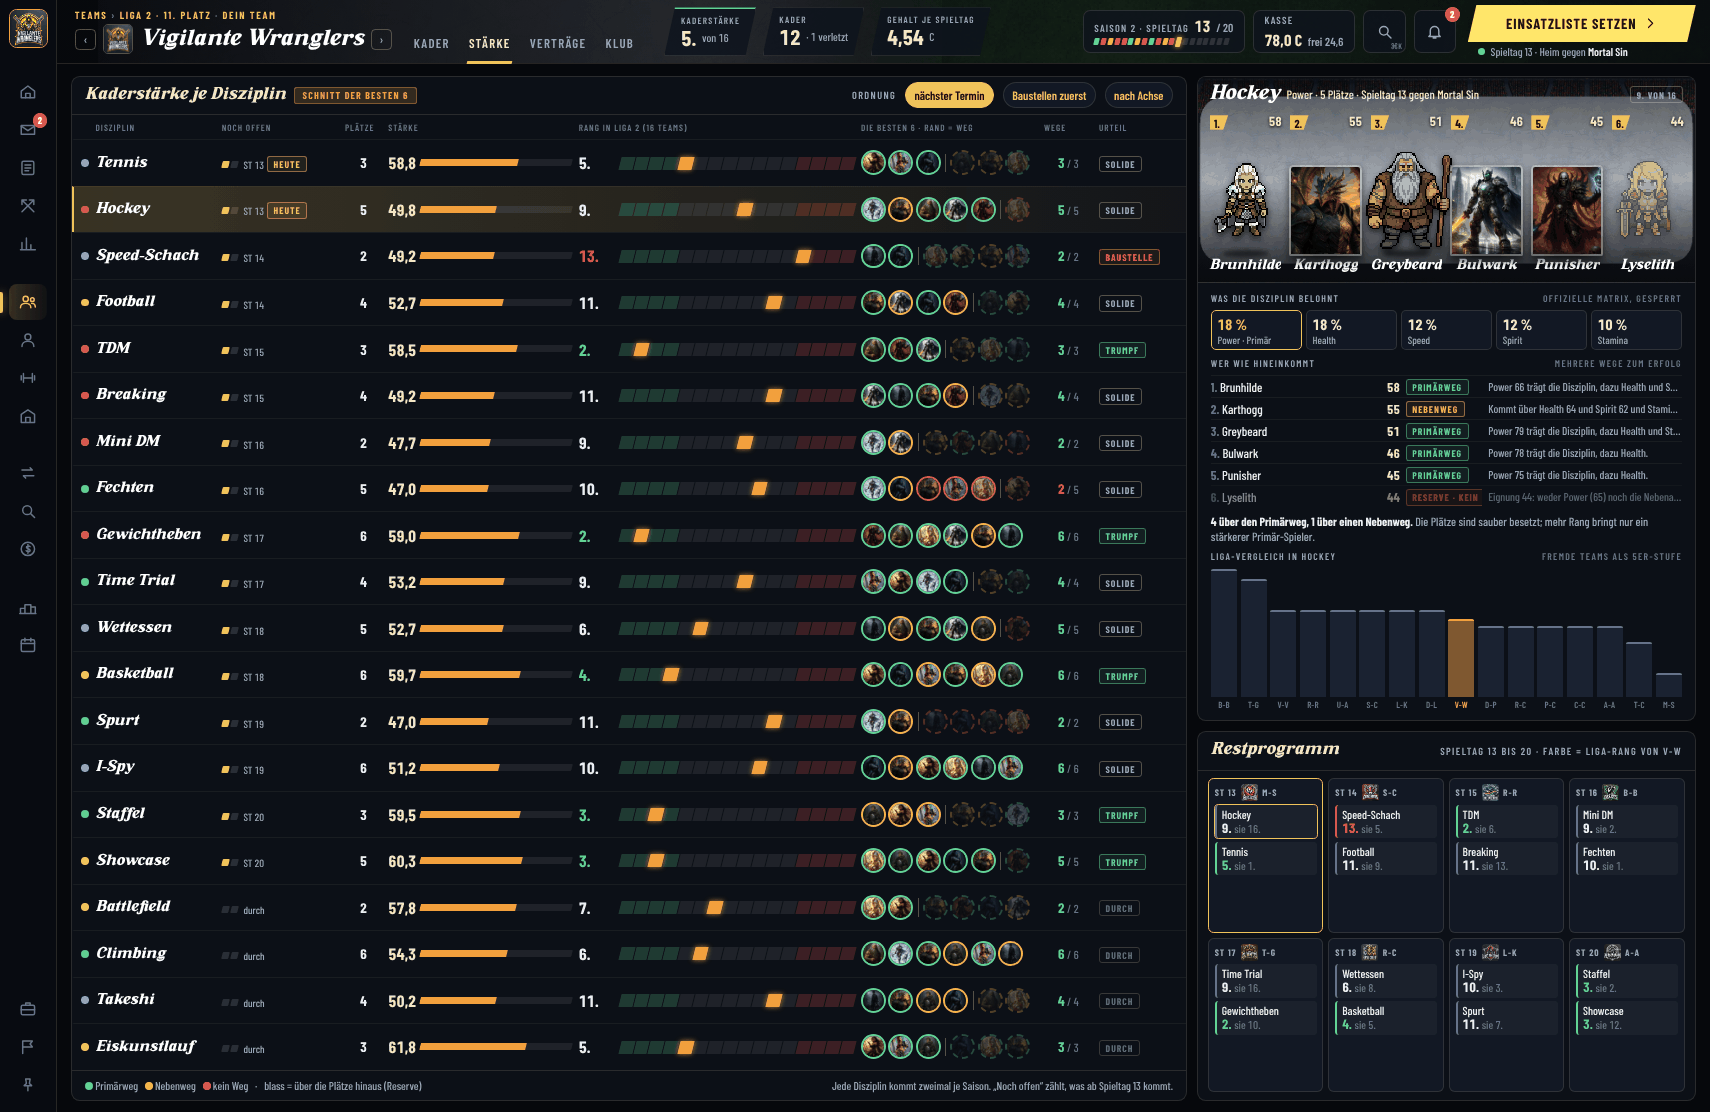 TEAMS › LIGA 2 · 11. PLATZ · DEIN TEAM
‹ Vigilante Wranglers ›
KADER STÄRKE VERTRÄGE KLUB
KADERSTÄRKE
5. von 16
KADER
12 · 1 verletzt
GEHALT JE SPIELTAG
4,54 C
SAISON 2 · SPIELTAG 13 / 20
KASSE
78,0 C frei 24,6
2
EINSATZLISTE SETZEN ›
Spieltag 13 · Heim gegen Mortal Sin
2
Kaderstärke je Disziplin SCHNITT DER BESTEN 6
ORDNUNG nächster Termin Baustellen zuerst nach Achse
DISZIPLIN NOCH OFFEN PLÄTZE STÄRKE RANG IN LIGA 2 (16 TEAMS) DIE BESTEN 6 · RAND = WEG WEGE URTEIL
Tennis ST 13 HEUTE 3 58,8 5. 3 / 3 SOLIDE
Hockey ST 13 HEUTE 5 49,8 9. 5 / 5 SOLIDE
Speed-Schach ST 14 2 49,2 13. 2 / 2 BAUSTELLE
Football ST 14 4 52,7 11. 4 / 4 SOLIDE
TDM ST 15 3 58,5 2. 3 / 3 TRUMPF
Breaking ST 15 4 49,2 11. 4 / 4 SOLIDE
Mini DM ST 16 2 47,7 9. 2 / 2 SOLIDE
Fechten ST 16 5 47,0 10. 2 / 5 SOLIDE
Gewichtheben ST 17 6 59,0 2. 6 / 6 TRUMPF
Time Trial ST 17 4 53,2 9. 4 / 4 SOLIDE
Wettessen ST 18 5 52,7 6. 5 / 5 SOLIDE
Basketball ST 18 6 59,7 4. 6 / 6 TRUMPF
Spurt ST 19 2 47,0 11. 2 / 2 SOLIDE
I-Spy ST 19 6 51,2 10. 6 / 6 SOLIDE
Staffel ST 20 3 59,5 3. 3 / 3 TRUMPF
Showcase ST 20 5 60,3 3. 5 / 5 TRUMPF
Battlefield durch 2 57,8 7. 2 / 2 DURCH
Climbing durch 6 54,3 6. 6 / 6 DURCH
Takeshi durch 4 50,2 11. 4 / 4 DURCH
Eiskunstlauf durch 3 61,8 5. 3 / 3 DURCH
Primärweg Nebenweg kein Weg · blass = über die Plätze hinaus (Reserve)
Jede Disziplin kommt zweimal je Saison. „Noch offen“ zählt, was ab Spieltag 13 kommt.
Hockey Power · 5 Plätze · Spieltag 13 gegen Mortal Sin 9. VON 16
1. 58 2. 55 3. 51 4. 46 5. 45 6. 44
Brunhilde Karthogg Greybeard Bulwark Punisher Lyselith
WAS DIE DISZIPLIN BELOHNT OFFIZIELLE MATRIX, GESPERRT
18 % 18 % 12 % 12 % 10 %
Power · Primär Health Speed Spirit Stamina
WER WIE HINEINKOMMT MEHRERE WEGE ZUM ERFOLG
1. Brunhilde 58 PRIMÄRWEG Power 66 trägt die Disziplin, dazu Health und S...
2. Karthogg 55 NEBENWEG Kommt über Health 64 und Spirit 62 und Stami...
3. Greybeard 51 PRIMÄRWEG Power 79 trägt die Disziplin, dazu Health und St...
4. Bulwark 46 PRIMÄRWEG Power 78 trägt die Disziplin, dazu Health.
5. Punisher 45 PRIMÄRWEG Power 75 trägt die Disziplin, dazu Health.
6. Lyselith 44 RESERVE · KEIN Eignung 44: weder Power (65) noch die Nebena...
4 über den Primärweg, 1 über einen Nebenweg. Die Plätze sind sauber besetzt; mehr Rang bringt nur ein
stärkerer Primär-Spieler.
LIGA-VERGLEICH IN HOCKEY FREMDE TEAMS ALS 5ER-STUFE
B-B T-G V-V R-R U-A S-C L-K D-L V-W D-P R-C P-C C-C A-A T-C M-S
Restprogramm SPIELTAG 13 BIS 20 · FARBE = LIGA-RANG VON V-W
ST 13 M-S
Hockey
9. sie 16.
Tennis
5. sie 1.
ST 14 S-C
Speed-Schach
13. sie 5.
Football
11. sie 9.
ST 15 R-R
TDM
2. sie 6.
Breaking
11. sie 13.
ST 16 B-B
Mini DM
9. sie 2.
Fechten
10. sie 1.
ST 17 T-G
Time Trial
9. sie 16.
Gewichtheben
2. sie 10.
ST 18 R-C
Wettessen
6. sie 8.
Basketball
4. sie 5.
ST 19 L-K
I-Spy
10. sie 3.
Spurt
11. sie 7.
ST 20 A-A
Staffel
3. sie 2.
Showcase
3. sie 12.